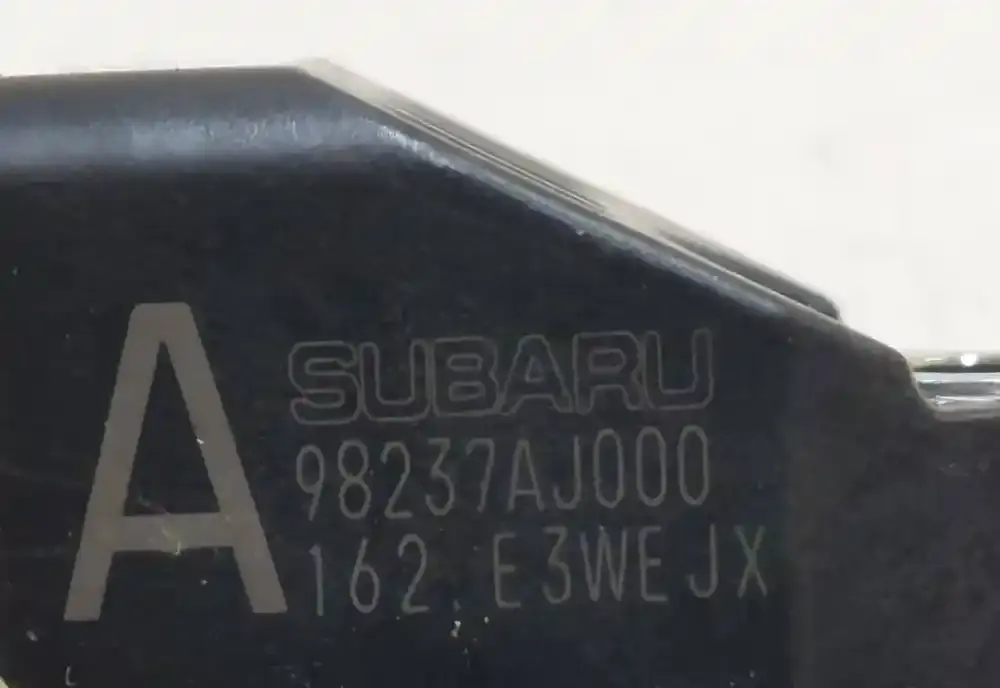 A
SUBARU
98237AJ000
162. E3WEJX